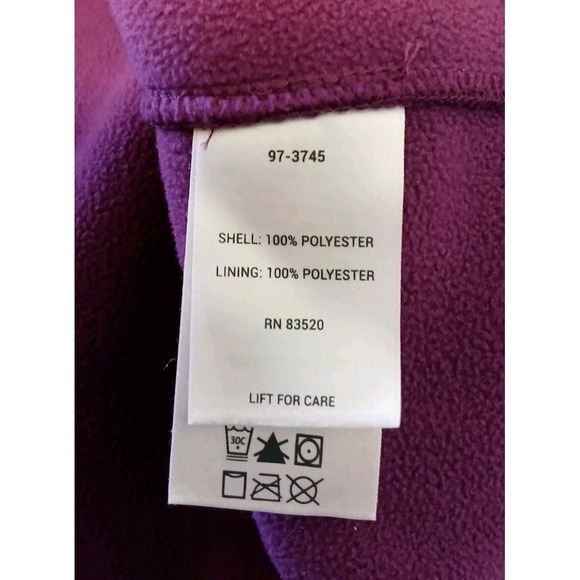 97-3745
SHELL: 100% POLYESTER
LINING: 100% POLYESTER
RN 83520
LIFT FOR CARE
30C